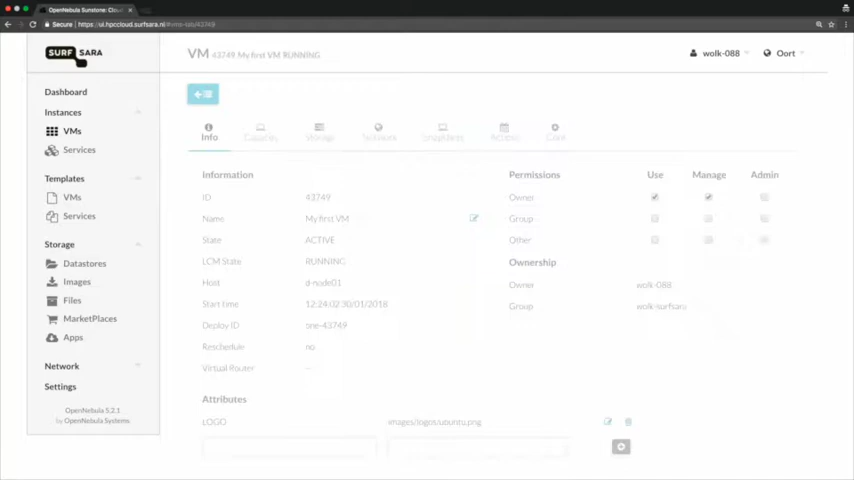 OpenNebula Sunstone: Cloud
Secure
https://ui.hpccloud.surfsara.nl/#vms-tab/43749
SURF SARA
VM 43749 My first VM RUNNING
wolk-088
Oort
Dashboard
Instances
VMs
Services
Templates
VMs
Services
Storage
Datastores
Images
Files
MarketPlaces
Apps
Network
Settings
OpenNebula 5.2.1
by OpenNebula Systems
Info
Capacity
Storage
Network
Snapshots
Actions
Conf
Information
ID 43749
Name My first VM
State ACTIVE
LCM State RUNNING
Host d-node01
Start Time 12:24:02 30/01/2018
Deploy ID one-43749
Reschedule no
Virtual Router --
Permissions Use Manage Admin
Owner
Group
Other
Ownership
Owner wolk-088
Group wolk-surfsara
Attributes
LOGO images/logos/ubuntu.png